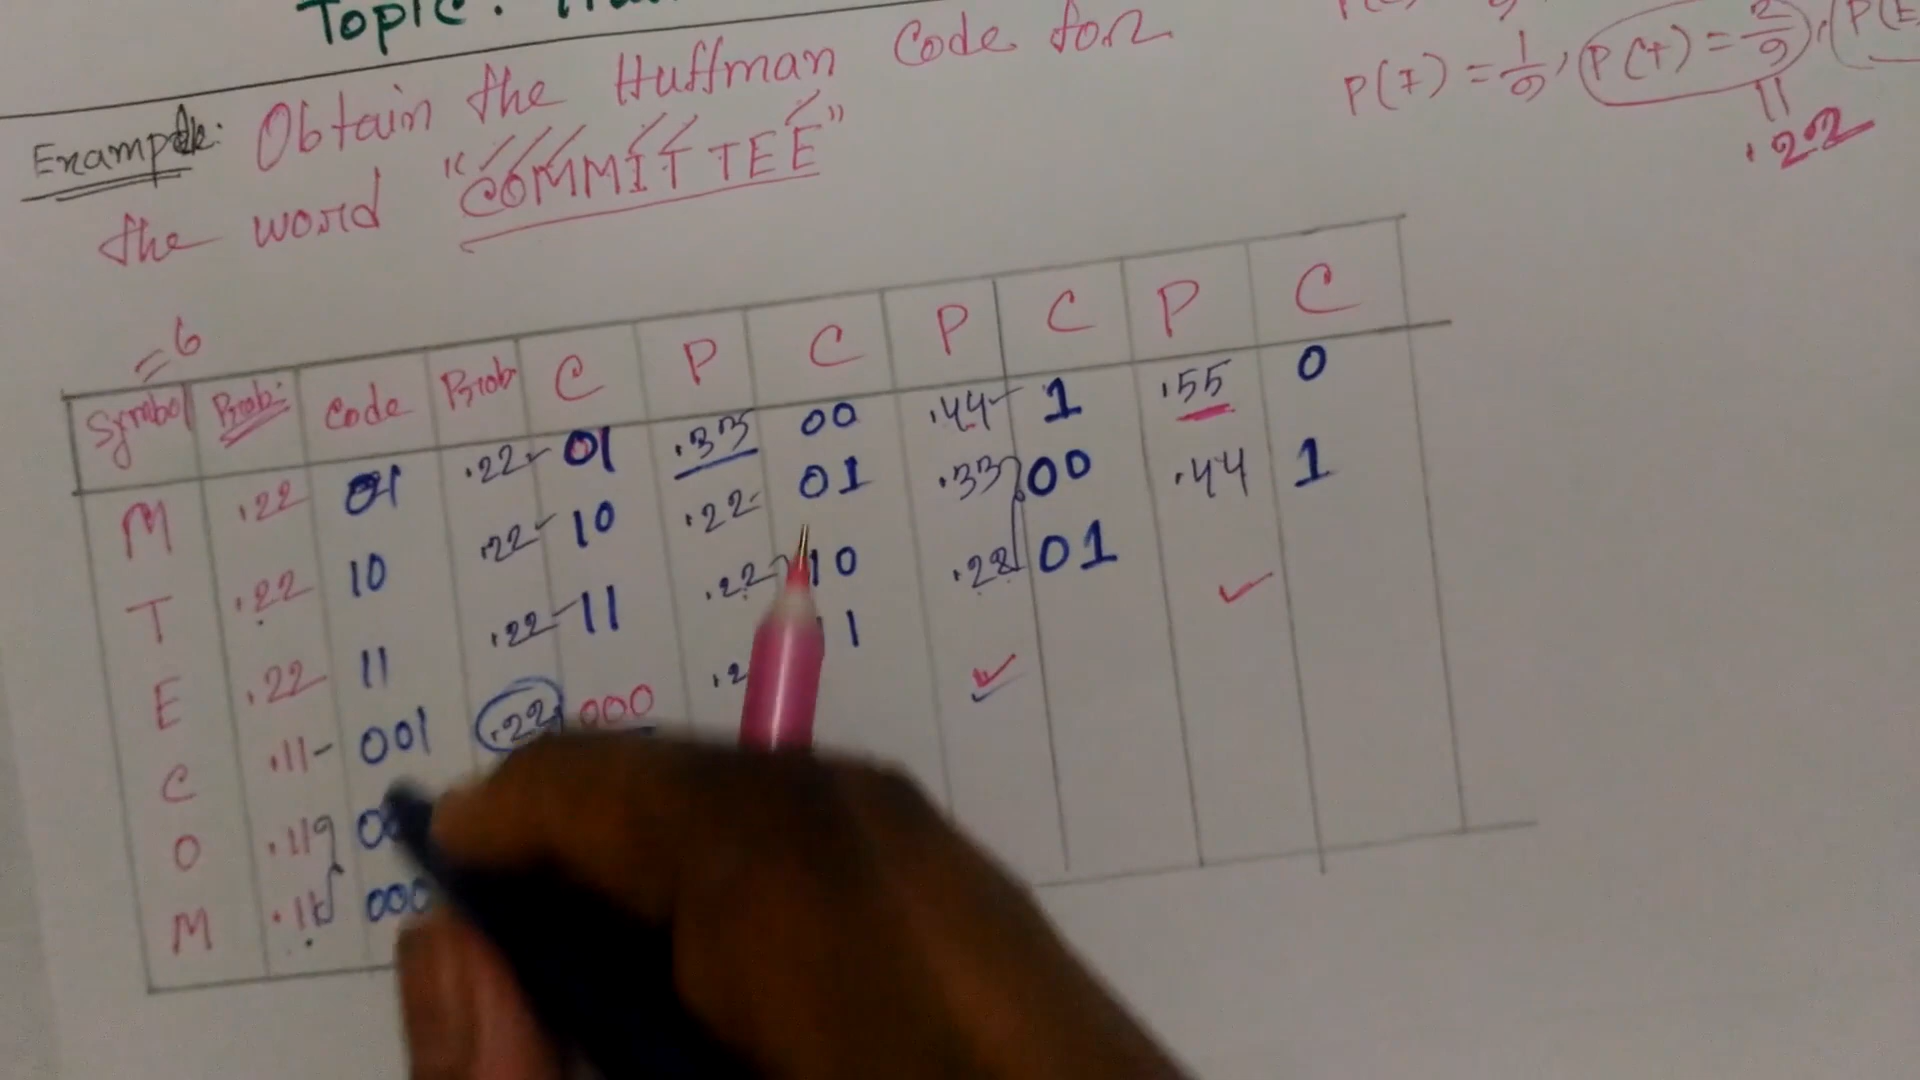 Topic:
Example: Obtain the Huffman Code for
the word "COMMITTEE"
P(I) = 1/9, P(T) = 2/9, P(E
.22
=6
Symbol Prob. Code Prob C P C P C P C
M .22 01 .22 01 .33 00 .44 1 .55 0
T .22 10 .22 10 .22 01 .33 00 .44 1
E .22 11 .22 11 .22 10 .22 01
C .11 001 .22 000 .2 1
O .11
M .11 000